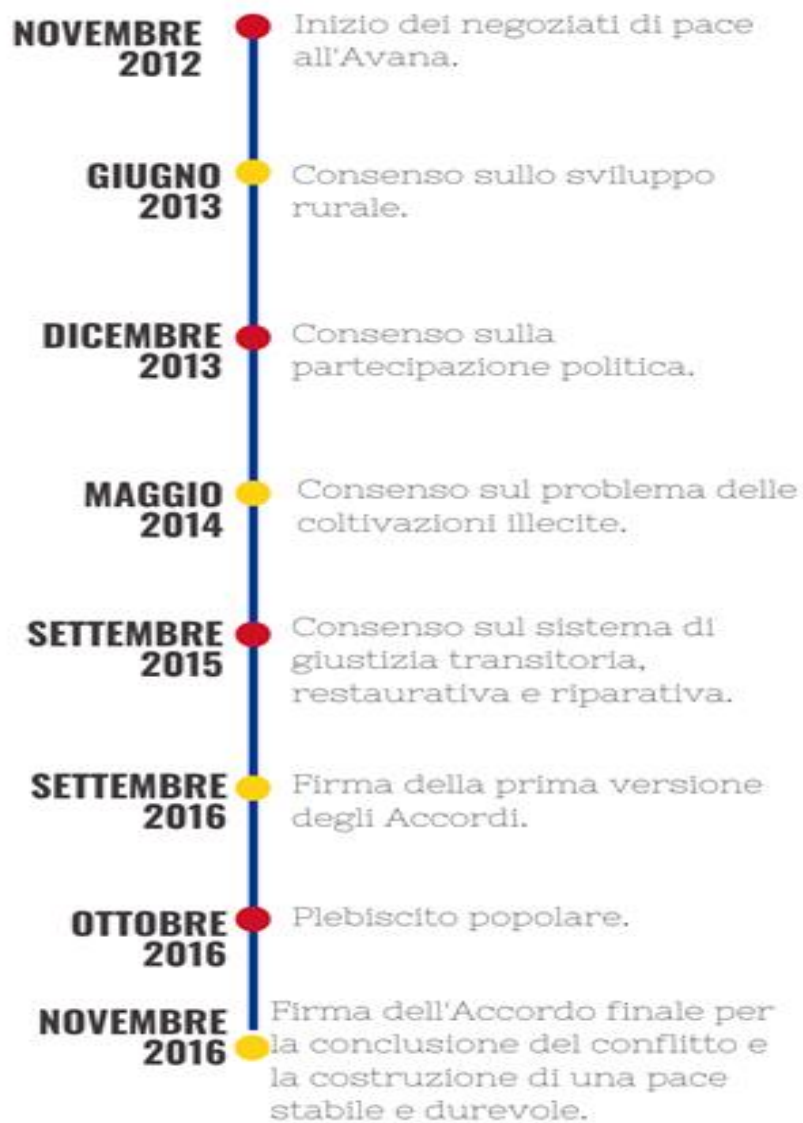 NOVEMBRE
2012
Inizio dei negoziati di pace
all'Avana.
GIUGNO
2013
Consenso sullo sviluppo
rurale.
DICEMBRE
2013
Consenso sulla
partecipazione politica.
MAGGIO
2014
Consenso sul problema delle
coltivazioni illecite.
SETTEMBRE
2015
Consenso sul sistema di
giustizia transitoria,
restaurativa e riparativa.
SETTEMBRE
2016
Firma della prima versione
degli Accordi.
OTTOBRE
2016
Plebiscito popolare.
NOVEMBRE
2016
Firma dell'Accordo finale per
la conclusione del conflitto e
la costruzione di una pace
stabile e durevole.